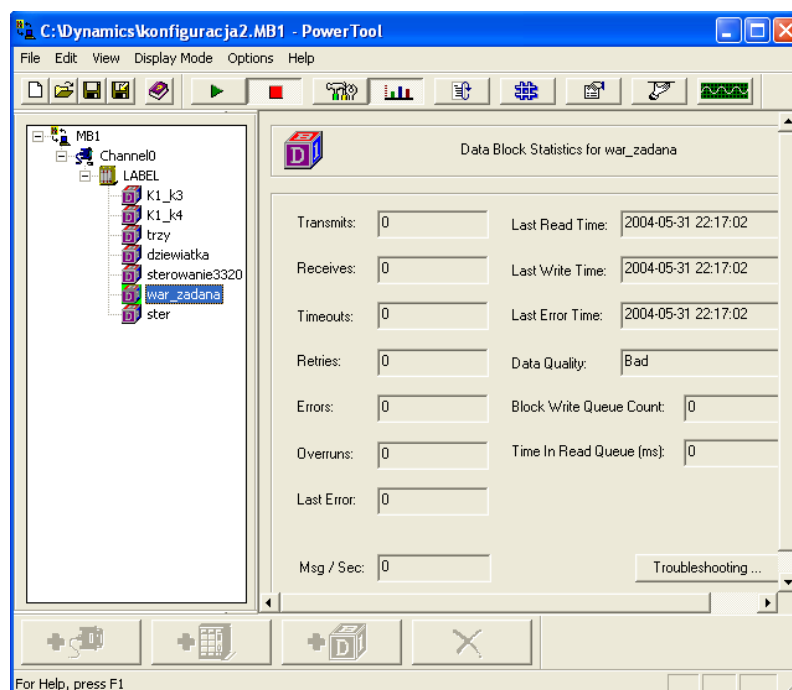 C:\Dynamics\konfiguracja2.MB1 - PowerTool
File Edit View Display Mode Options Help
MB1
Channel0
LABEL
K1_k3
K1_k4
trzy
dziewiatka
sterowanie3320
war_zadana
ster
Data Block Statistics for war_zadana
Transmits: 0 Last Read Time: 2004-05-31 22:17:02
Receives: 0 Last Write Time: 2004-05-31 22:17:02
Timeouts: 0 Last Error Time: 2004-05-31 22:17:02
Retries: 0 Data Quality: Bad
Errors: 0 Block Write Queue Count: 0
Overruns: 0 Time In Read Queue (ms): 0
Last Error: 0
Msg / Sec: 0 Troubleshooting ...
For Help, press F1